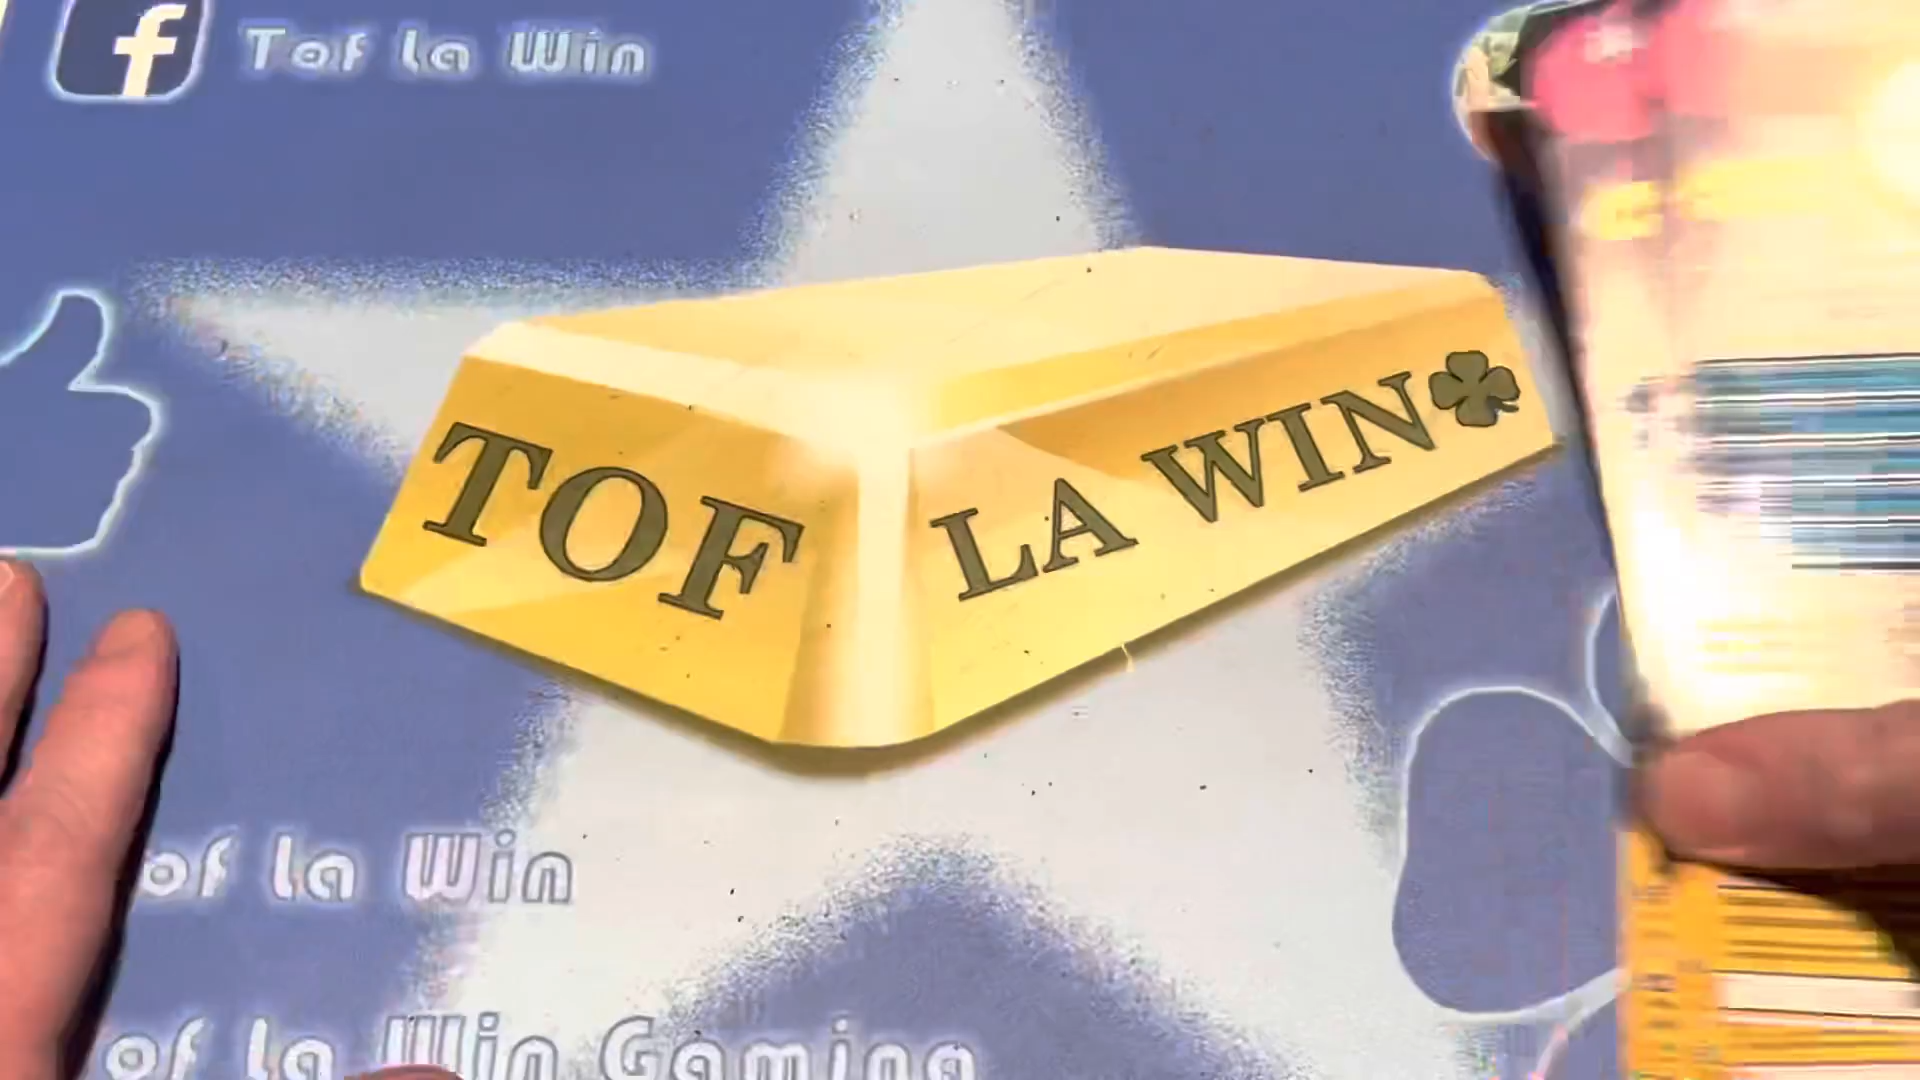 f Tof La Win
TOF LA WIN
of La Win
of La Win Gaming